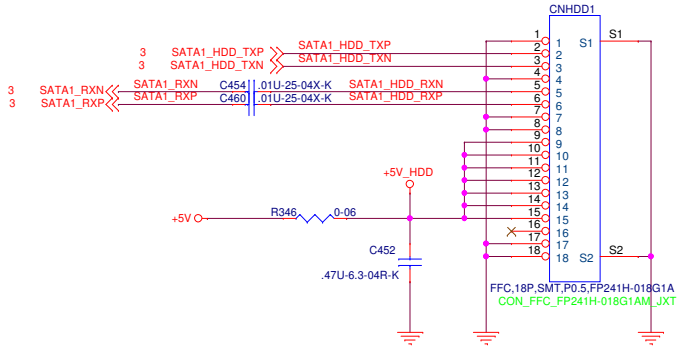 CNHDD1
3 SATA1_HDD_TXP SATA1_HDD_TXP
3 SATA1_HDD_TXN SATA1_HDD_TXN
3 SATA1_RXN SATA1_RXN C454 .01U-25-04X-K SATA1_HDD_RXN
3 SATA1_RXP SATA1_RXP C460 .01U-25-04X-K SATA1_HDD_RXP
1 1 S1 S1
2 2
3 3
4 4
5 5
6 6
7 7
8 8
9 9
10 10
11 11
12 12
13 13
14 14
15 15
16 16
17 17
18 18 S2 S2
+5V_HDD
+5V R346 0-06
C452
.47U-6.3-04R-K
FFC,18P,SMT,P0.5,FP241H-018G1A
CON_FFC_FP241H-018G1AM_JXT